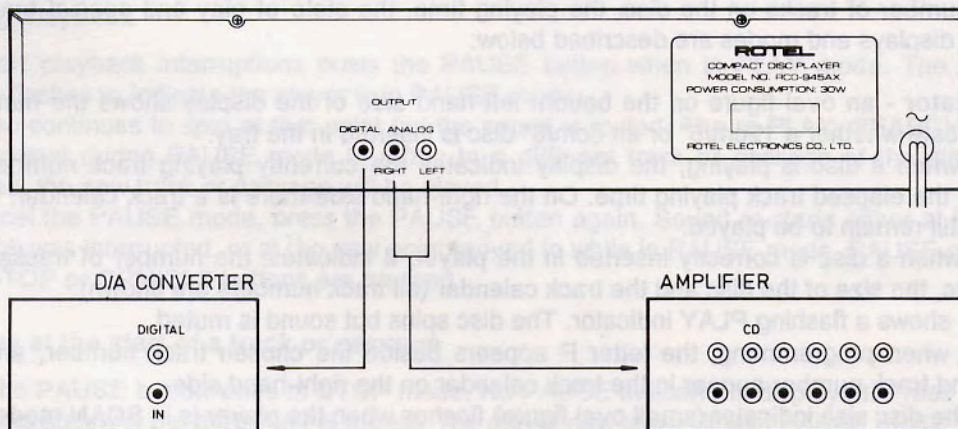 ROTEL
COMPACT DISC PLAYER
MODEL NO. RCD-945AX
POWER CONSUMPTION: 30W
ROTEL ELECTRONICS CO., LTD.
OUTPUT
DIGITAL ANALOG
RIGHT LEFT
D/A CONVERTER
DIGITAL
IN
AMPLIFIER
CD